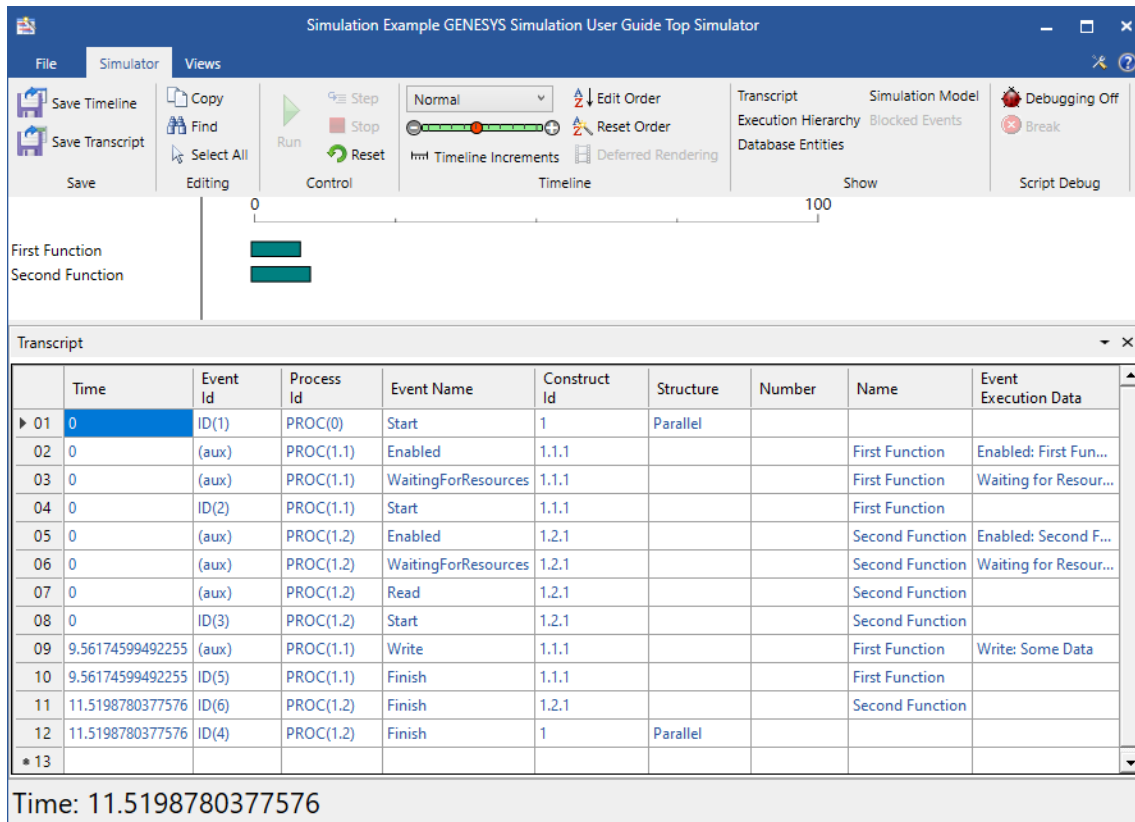 Simulation Example GENESYS Simulation User Guide Top Simulator
File Simulator Views
Save Timeline Copy Step Normal Edit Order Transcript Simulation Model Debugging Off
Find Execution Hierarchy Blocked Events Break
Save Transcript Run Stop Reset Order Database Entities
Select All Reset Timeline Increments Deferred Rendering
Save Editing Control Timeline Show Script Debug
0 100
First Function
Second Function
Transcript
Time Event Id Process Id Event Name Construct Id Structure Number Name Event Execution Data
01 0 ID(1) PROC(0) Start 1 Parallel
02 0 (aux) PROC(1.1) Enabled 1.1.1 First Function Enabled: First Fun...
03 0 (aux) PROC(1.1) WaitingForResources 1.1.1 First Function Waiting for Resour...
04 0 ID(2) PROC(1.1) Start 1.1.1 First Function
05 0 (aux) PROC(1.2) Enabled 1.2.1 Second Function Enabled: Second F...
06 0 (aux) PROC(1.2) WaitingForResources 1.2.1 Second Function Waiting for Resour...
07 0 (aux) PROC(1.2) Read 1.2.1 Second Function
08 0 ID(3) PROC(1.2) Start 1.2.1 Second Function
09 9.56174599492255 (aux) PROC(1.1) Write 1.1.1 First Function Write: Some Data
10 9.56174599492255 ID(5) PROC(1.1) Finish 1.1.1 First Function
11 11.5198780377576 ID(6) PROC(1.2) Finish 1.2.1 Second Function
12 11.5198780377576 ID(4) PROC(1.2) Finish 1 Parallel
13
Time: 11.5198780377576